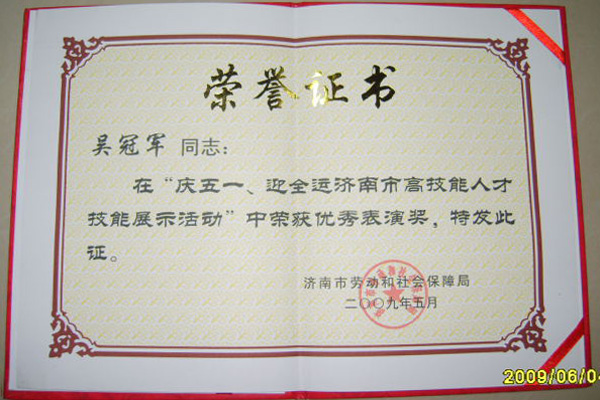 荣誉证书
吴冠军 同志：
在“庆五一、迎全运济南市高技能人才
技能展示活动”中荣获优秀表演奖，特发此
证。
济南市劳动和社会保障局
二〇〇九年五月
2009/06/04